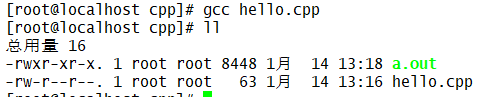 [root@localhost cpp]# gcc hello.cpp
[root@localhost cpp]# ll
总用量 16
-rwxr-xr-x. 1 root root 8448 1月  14 13:18 a.out
-rw-r--r--. 1 root root   63 1月  14 13:16 hello.cpp
[root@localhost cpp]#